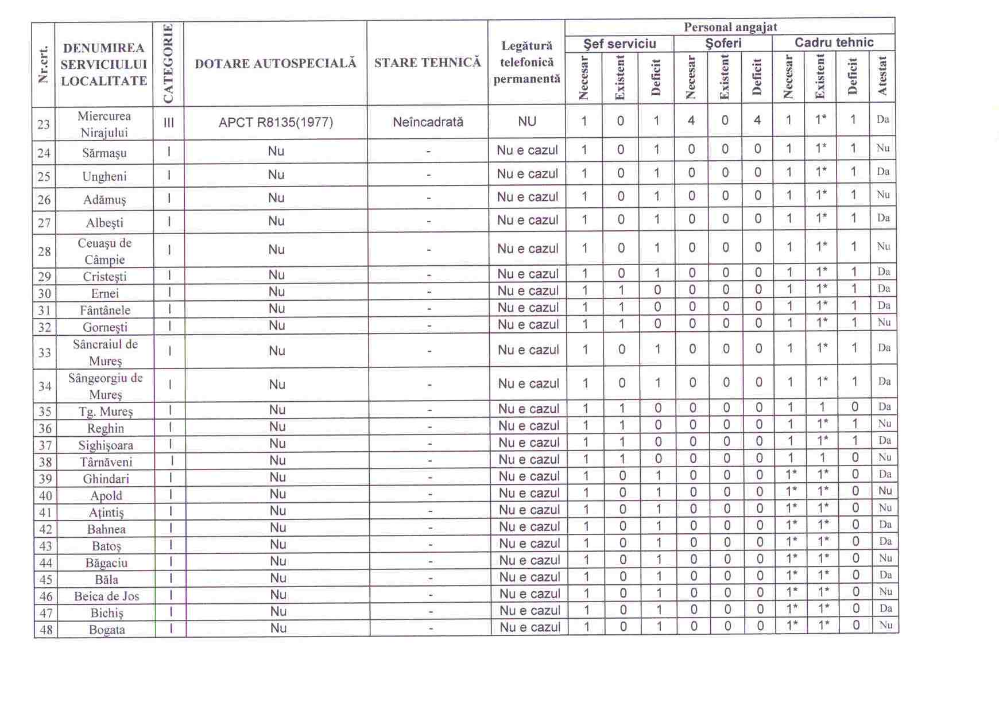 Nr.crt. | DENUMIREA SERVICIULUI LOCALITATE | CATEGORIE | DOTARE AUTOSPECIALĂ | STARE TEHNICĂ | Legătură telefonică permanentă | Personal angajat
Şef serviciu | Şoferi | Cadru tehnic
Necesar | Existent | Deficit | Necesar | Existent | Deficit | Necesar | Existent | Deficit | Atestat
23 | Miercurea Nirajului | III | APCT R8135(1977) | Neîncadrată | NU | 1 | 0 | 1 | 4 | 0 | 4 | 1 | 1* | 1 | Da
24 | Sărmaşu | I | Nu | - | Nu e cazul | 1 | 0 | 1 | 0 | 0 | 0 | 1 | 1* | 1 | Nu
25 | Ungheni | I | Nu | - | Nu e cazul | 1 | 0 | 1 | 0 | 0 | 0 | 1 | 1* | 1 | Da
26 | Adămuş | I | Nu | - | Nu e cazul | 1 | 0 | 1 | 0 | 0 | 0 | 1 | 1* | 1 | Nu
27 | Albeşti | I | Nu | - | Nu e cazul | 1 | 0 | 1 | 0 | 0 | 0 | 1 | 1* | 1 | Da
28 | Ceuaşu de Câmpie | I | Nu | - | Nu e cazul | 1 | 0 | 1 | 0 | 0 | 0 | 1 | 1* | 1 | Nu
29 | Cristeşti | I | Nu | - | Nu e cazul | 1 | 0 | 1 | 0 | 0 | 0 | 1 | 1* | 1 | Da
30 | Ernei | I | Nu | - | Nu e cazul | 1 | 1 | 0 | 0 | 0 | 0 | 1 | 1* | 1 | Da
31 | Fântânele | I | Nu | - | Nu e cazul | 1 | 1 | 0 | 0 | 0 | 0 | 1 | 1* | 1 | Da
32 | Gorneşti | I | Nu | - | Nu e cazul | 1 | 1 | 0 | 0 | 0 | 0 | 1 | 1* | 1 | Nu
33 | Sâncraiul de Mureş | I | Nu | - | Nu e cazul | 1 | 0 | 1 | 0 | 0 | 0 | 1 | 1* | 1 | Da
34 | Sângeorgiu de Mureş | I | Nu | - | Nu e cazul | 1 | 0 | 1 | 0 | 0 | 0 | 1 | 1* | 1 | Da
35 | Tg. Mureş | I | Nu | - | Nu e cazul | 1 | 1 | 0 | 0 | 0 | 0 | 1 | 1 | 0 | Da
36 | Reghin | I | Nu | - | Nu e cazul | 1 | 1 | 0 | 0 | 0 | 0 | 1 | 1* | 1 | Nu
37 | Sighişoara | I | Nu | - | Nu e cazul | 1 | 1 | 0 | 0 | 0 | 0 | 1 | 1* | 1 | Da
38 | Târnăveni | I | Nu | - | Nu e cazul | 1 | 1 | 0 | 0 | 0 | 0 | 1 | 1 | 0 | Nu
39 | Ghindari | I | Nu | - | Nu e cazul | 1 | 0 | 1 | 0 | 0 | 0 | 1* | 1* | 0 | Da
40 | Apold | I | Nu | - | Nu e cazul | 1 | 0 | 1 | 0 | 0 | 0 | 1* | 1* | 0 | Nu
41 | Aţintiş | I | Nu | - | Nu e cazul | 1 | 0 | 1 | 0 | 0 | 0 | 1* | 1* | 0 | Nu
42 | Bahnea | I | Nu | - | Nu e cazul | 1 | 0 | 1 | 0 | 0 | 0 | 1* | 1* | 0 | Da
43 | Batoş | I | Nu | - | Nu e cazul | 1 | 0 | 1 | 0 | 0 | 0 | 1* | 1* | 0 | Da
44 | Băgaciu | I | Nu | - | Nu e cazul | 1 | 0 | 1 | 0 | 0 | 0 | 1* | 1* | 0 | Nu
45 | Băla | I | Nu | - | Nu e cazul | 1 | 0 | 1 | 0 | 0 | 0 | 1* | 1* | 0 | Da
46 | Beica de Jos | I | Nu | - | Nu e cazul | 1 | 0 | 1 | 0 | 0 | 0 | 1* | 1* | 0 | Nu
47 | Bichiş | I | Nu | - | Nu e cazul | 1 | 0 | 1 | 0 | 0 | 0 | 1* | 1* | 0 | Da
48 | Bogata | I | Nu | - | Nu e cazul | 1 | 0 | 1 | 0 | 0 | 0 | 1* | 1* | 0 | Nu